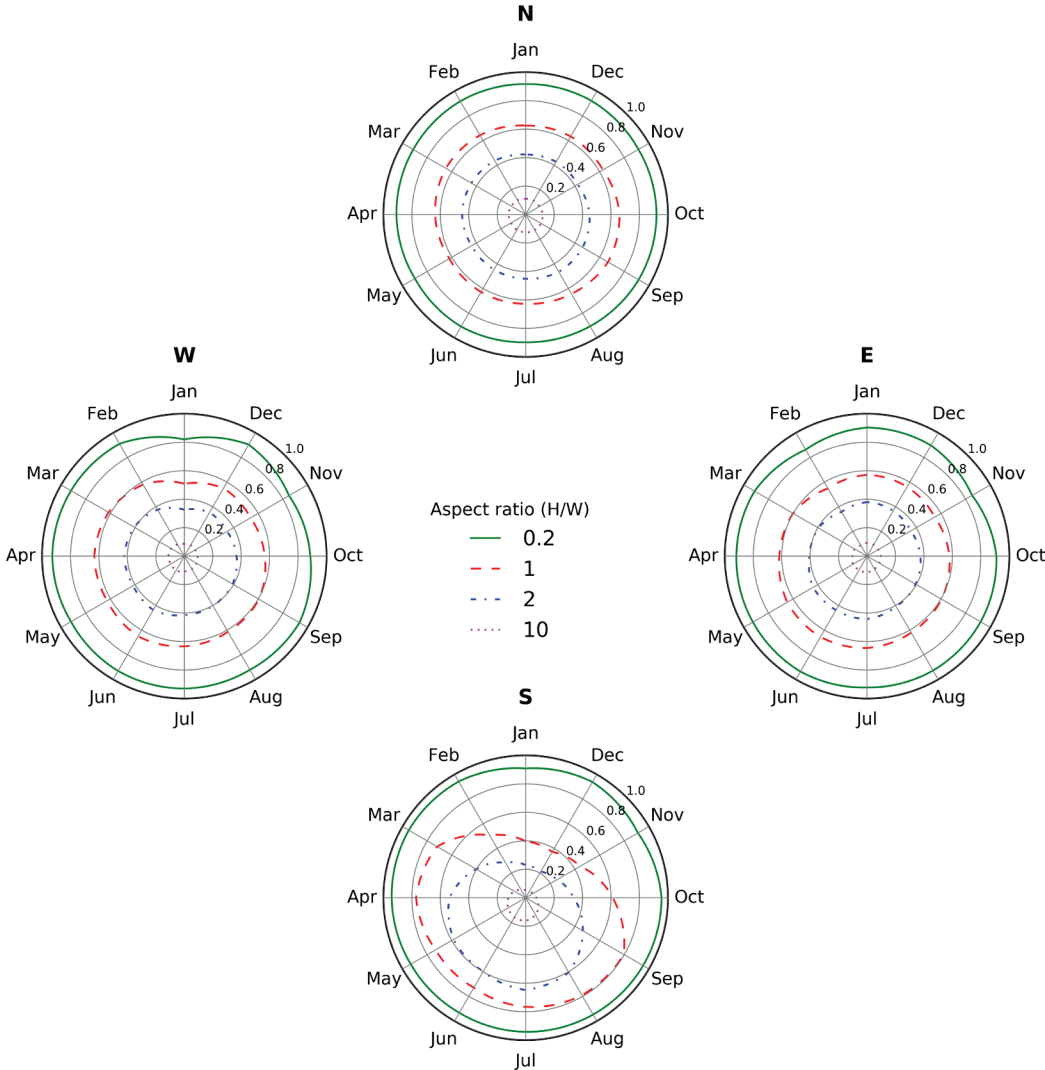 N
Jan
Feb Dec
1.0
Mar 0.8 Nov
0.6
0.4
0.2
Apr Oct
May Sep
Jun Aug
Jul
W E
Jan Jan
Feb Dec Feb Dec
1.0 1.0
Mar 0.8 Nov Mar 0.8 Nov
0.6 0.6
0.4 0.4
0.2 0.2
Apr Oct Apr Oct
May Sep May Sep
Jun Aug Jun Aug
Jul Jul
Aspect ratio (H/W)
0.2
1
2
10
S
Jan
Feb Dec
1.0
Mar 0.8 Nov
0.6
0.4
0.2
Apr Oct
May Sep
Jun Aug
Jul